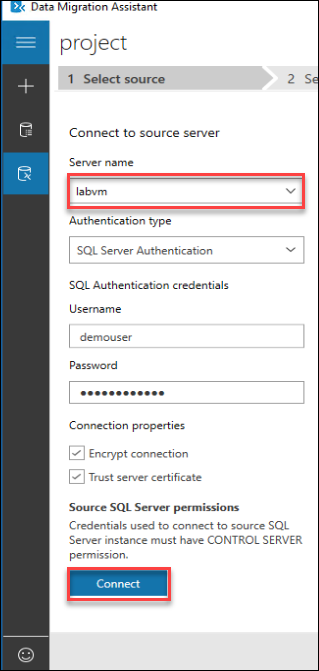 Data Migration Assistant
project
1 Select source 2 Se
Connect to source server
Server name
labvm
Authentication type
SQL Server Authentication
SQL Authentication credentials
Username
demouser
Password
●●●●●●●●●●●●
Connection properties
Encrypt connection
Trust server certificate
Source SQL Server permissions
Credentials used to connect to source SQL
Server instance must have CONTROL SERVER
permission.
Connect